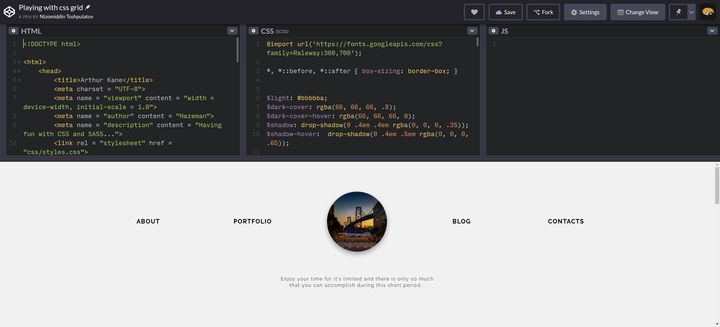 Playing with css grid
A PEN BY Nizomiddin Toshpulatov
Save
Fork
Settings
Change View
HTML
1 <!DOCTYPE html>
2
3 <html>
4 <head>
5 <title>Arthur Kane</title>
6 <meta charset = "UTF-8">
7 <meta name = "viewport" content = "width =
device-width, initial-scale = 1.0">
8 <meta name = "author" content = "Hazeman">
9 <meta name = "description" content = "Having
fun with CSS and SASS...">
10 <link rel = "stylesheet" href =
"css/styles.css">
CSS (SCSS)
1 @import url('https://fonts.googleapis.com/css?
family=Raleway:300,700');
2
3 *, *::before, *::after { box-sizing: border-box; }
4
5
6 $light: #bbbbba;
7 $dark-cover: rgba(66, 66, 66, .8);
8 $dark-cover-hover: rgba(66, 66, 66, 0);
9 $shadow: drop-shadow(0 .4em .4em rgba(0, 0, 0, .35));
10 $shadow-hover: drop-shadow(0 .4em .5em rgba(0, 0, 0,
.65));
11
JS
1
ABOUT
PORTFOLIO
BLOG
CONTACTS
Enjoy your time for it's limited and there is only so much
that you can accomplish during this short period.